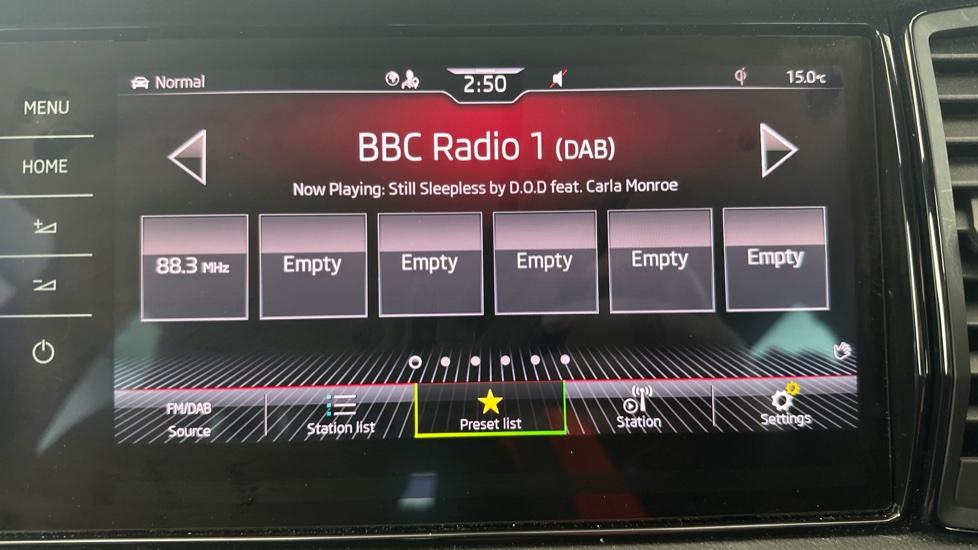 MENU
HOME
Normal
2:50
15.0°C
BBC Radio 1 (DAB)
Now Playing: Still Sleepless by D.O.D feat. Carla Monroe
88.3 MHz
Empty
Empty
Empty
Empty
Empty
FM/DAB
Source
Station list
Preset list
Station
Settings